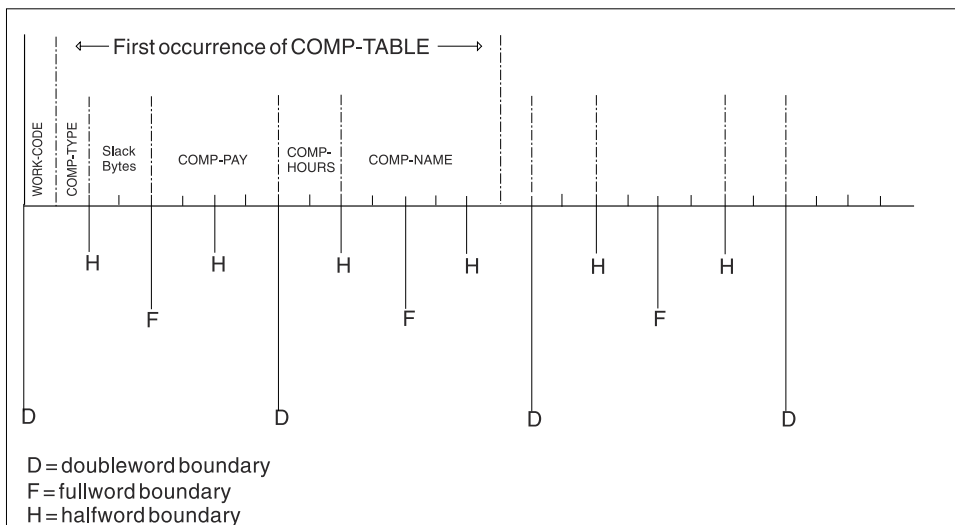 First occurrence of COMP-TABLE
WORK-CODE
COMP-TYPE
Slack
Bytes
COMP-PAY
COMP-
HOURS
COMP-NAME
H
H
H
H
H
H
F
F
F
D
D
D
D
D = doubleword boundary
F = fullword boundary
H = halfword boundary